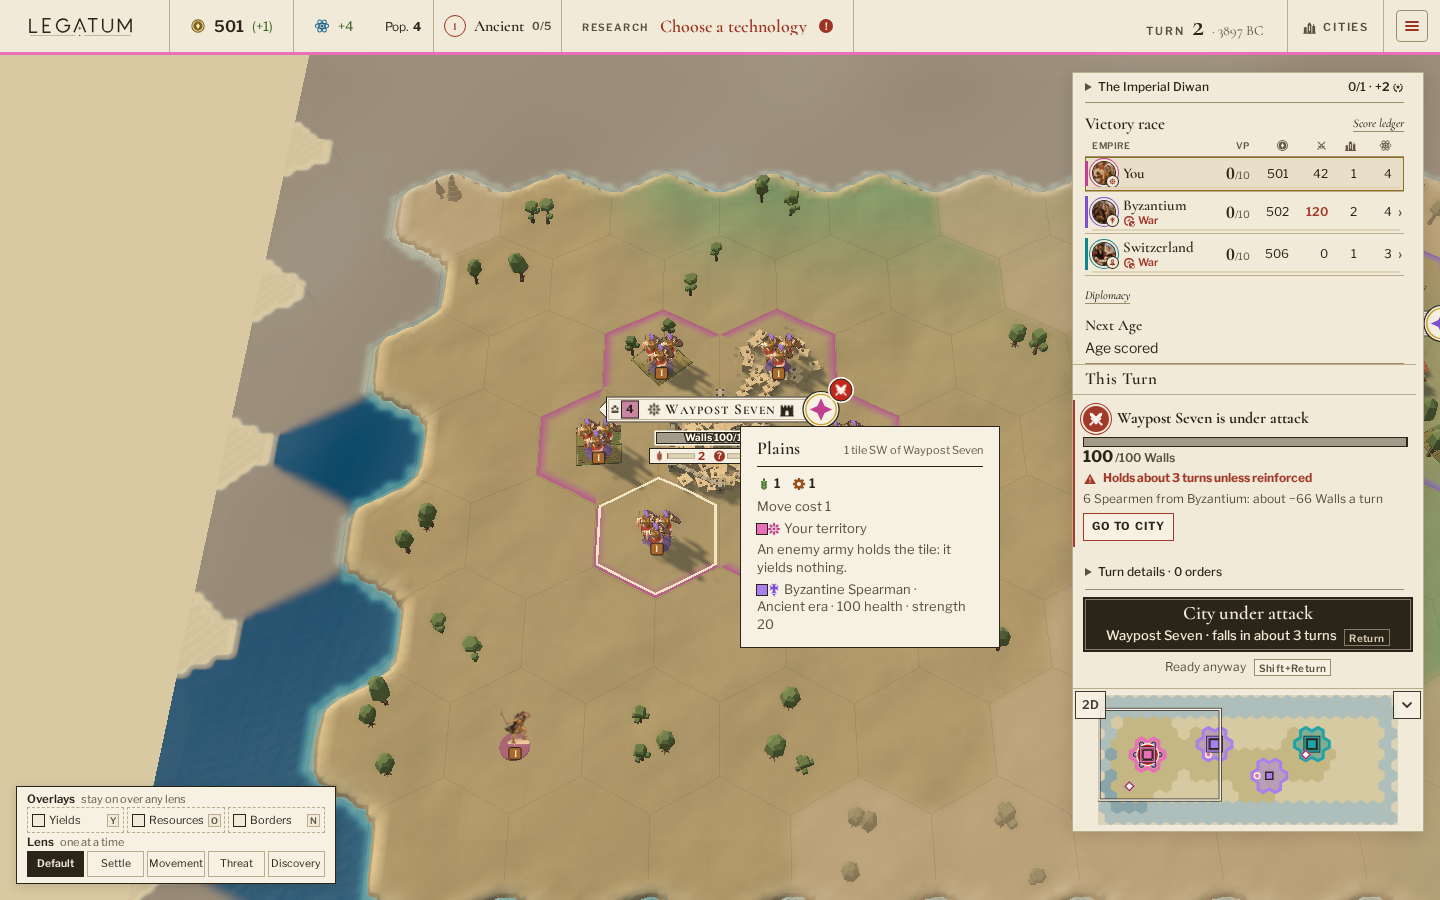 LEGATUM
501 (+1)
+4
Pop. 4
I Ancient 0/5
RESEARCH Choose a technology !
TURN 2 · 3897 BC
CITIES
The Imperial Diwan 0/1 · +2
Victory race Score ledger
EMPIRE VP
You 0/10 501 42 1 4
Byzantium 0/10 502 120 2 4 ›
War
Switzerland 0/10 506 0 1 3 ›
War
Diplomacy
Next Age
Age scored
This Turn
Waypost Seven is under attack
100 /100 Walls
Holds about 3 turns unless reinforced
6 Spearmen from Byzantium: about −66 Walls a turn
GO TO CITY
Turn details · 0 orders
City under attack
Waypost Seven · falls in about 3 turns Return
Ready anyway Shift+Return
2D
I
I
4 Waypost Seven
Walls 100/1
I
2 ?
I
I
Plains 1 tile SW of Waypost Seven
1 1
Move cost 1
Your territory
An enemy army holds the tile: it
yields nothing.
Byzantine Spearman ·
Ancient era · 100 health · strength
20
Overlays stay on over any lens
Yields Y Resources O Borders N
Lens one at a time
Default Settle Movement Threat Discovery